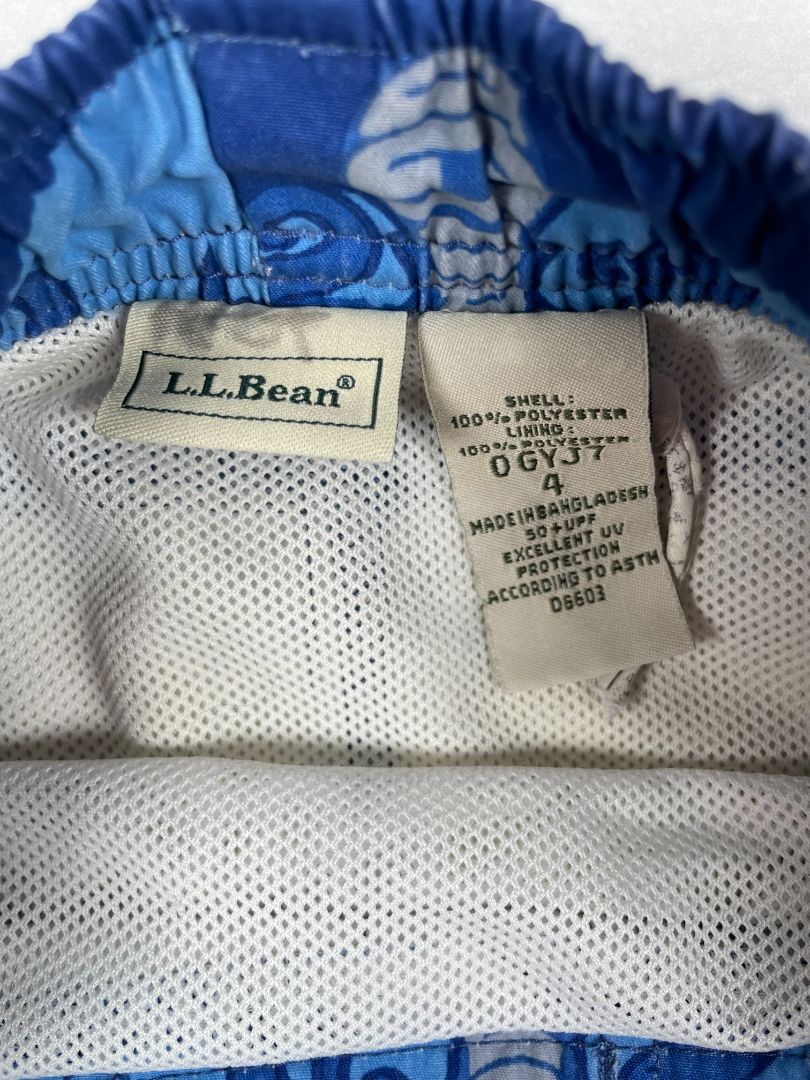 L.L.Bean®
SHELL:
100% POLYESTER
LINING:
100% POLYESTER
0GYJ7
4
MADE IN BANGLADESH
50+UPF
EXCELLENT UV
PROTECTION
ACCORDING TO ASTM
D6603